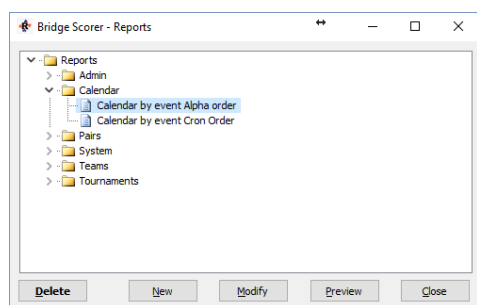 Bridge Scorer - Reports
Reports
Admin
Calendar
Calendar by event Alpha order
Calendar by event Cron Order
Pairs
System
Teams
Tournaments
Delete New Modify Preview Close